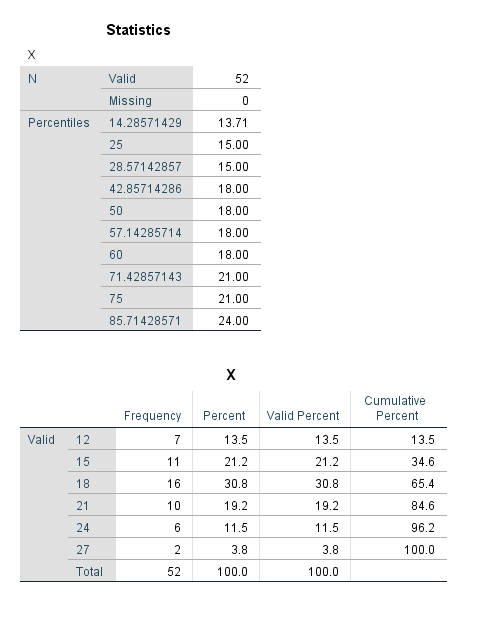 Statistics
X
N Valid 52
Missing 0
Percentiles 14.28571429 13.71
25 15.00
28.57142857 15.00
42.85714286 18.00
50 18.00
57.14285714 18.00
60 18.00
71.42857143 21.00
75 21.00
85.71428571 24.00
X
Frequency Percent Valid Percent Cumulative Percent
Valid 12 7 13.5 13.5 13.5
15 11 21.2 21.2 34.6
18 16 30.8 30.8 65.4
21 10 19.2 19.2 84.6
24 6 11.5 11.5 96.2
27 2 3.8 3.8 100.0
Total 52 100.0 100.0